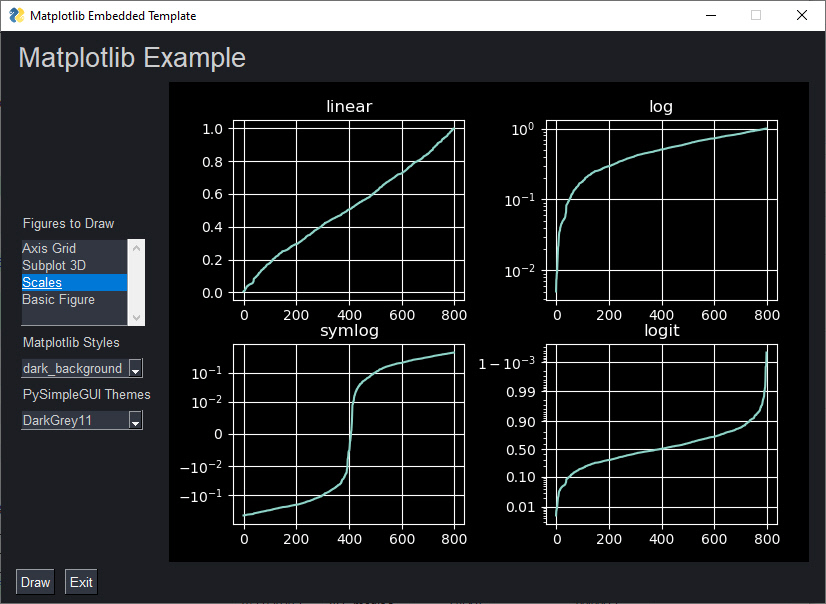 Matplotlib Embedded Template
Matplotlib Example
Figures to Draw
Axis Grid
Subplot 3D
Scales
Basic Figure
Matplotlib Styles
dark_background
PySimpleGUI Themes
DarkGrey11
Draw Exit
linear
1.0
0.8
0.6
0.4
0.2
0.0
0 200 400 600 800
log
10⁰
10⁻¹
10⁻²
0 200 400 600 800
symlog
10⁻¹
10⁻²
0
−10⁻²
−10⁻¹
0 200 400 600 800
logit
1 − 10⁻³
0.99
0.90
0.50
0.10
0.01
0 200 400 600 800